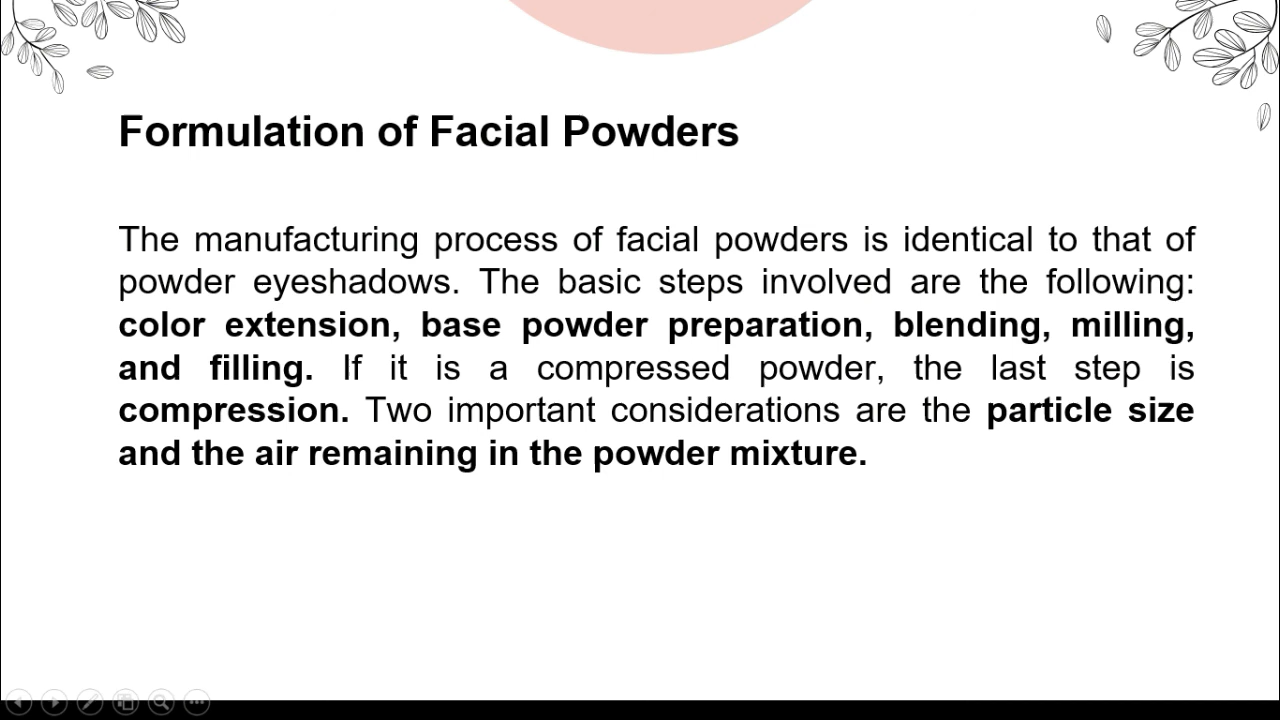 Formulation of Facial Powders
The manufacturing process of facial powders is identical to that of
powder eyeshadows. The basic steps involved are the following:
color extension, base powder preparation, blending, milling,
and filling. If it is a compressed powder, the last step is
compression. Two important considerations are the particle size
and the air remaining in the powder mixture.